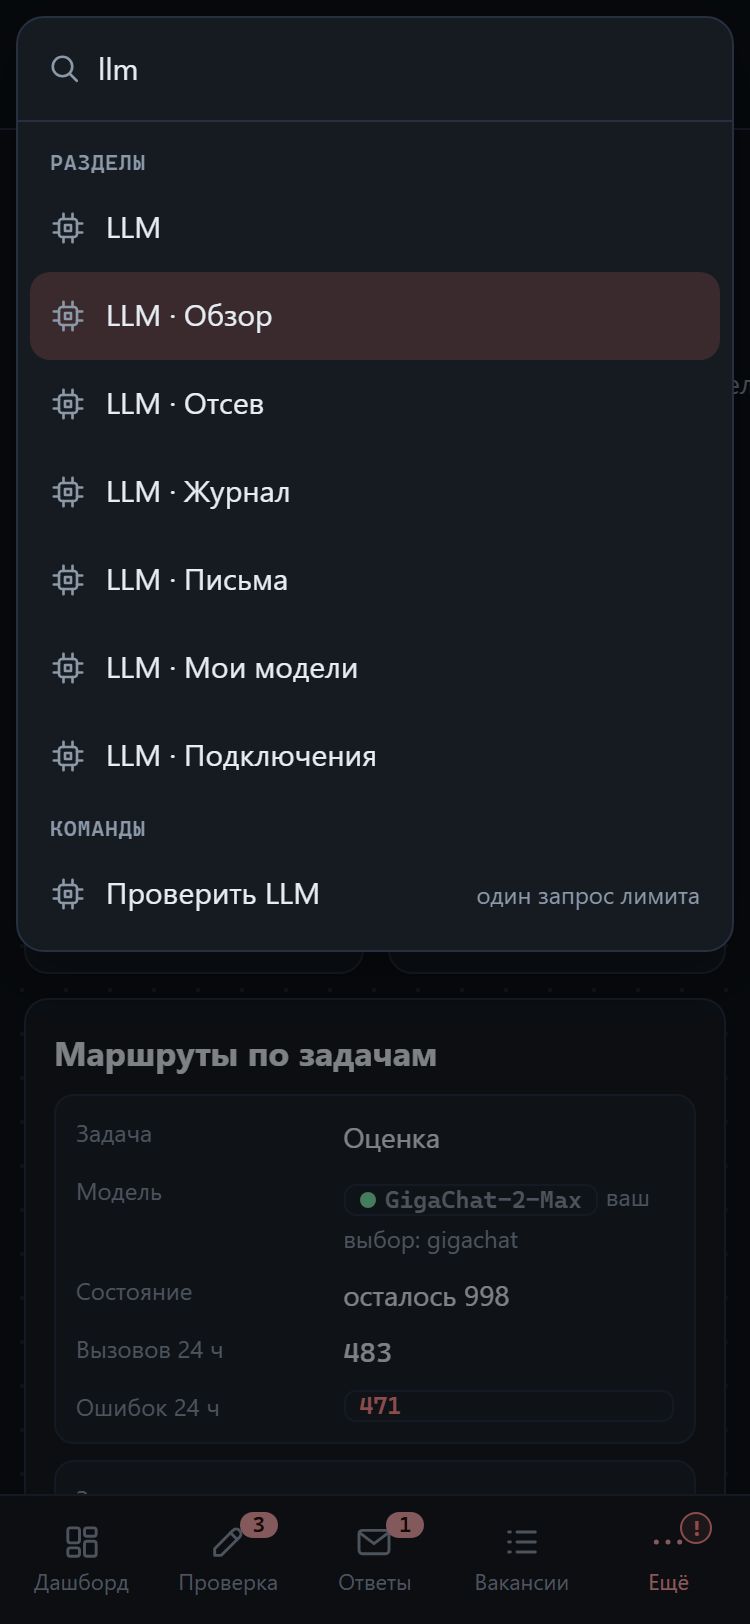 llm
РАЗДЕЛЫ
LLM
LLM · Обзор
LLM · Отсев
LLM · Журнал
LLM · Письма
LLM · Мои модели
LLM · Подключения
КОМАНДЫ
Проверить LLM один запрос лимита
Маршруты по задачам
Задача Оценка
Модель GigaChat-2-Max ваш
выбор: gigachat
Состояние осталось 998
Вызовов 24 ч 483
Ошибок 24 ч 471
3 1 !
Дашборд Проверка Ответы Вакансии Ещё